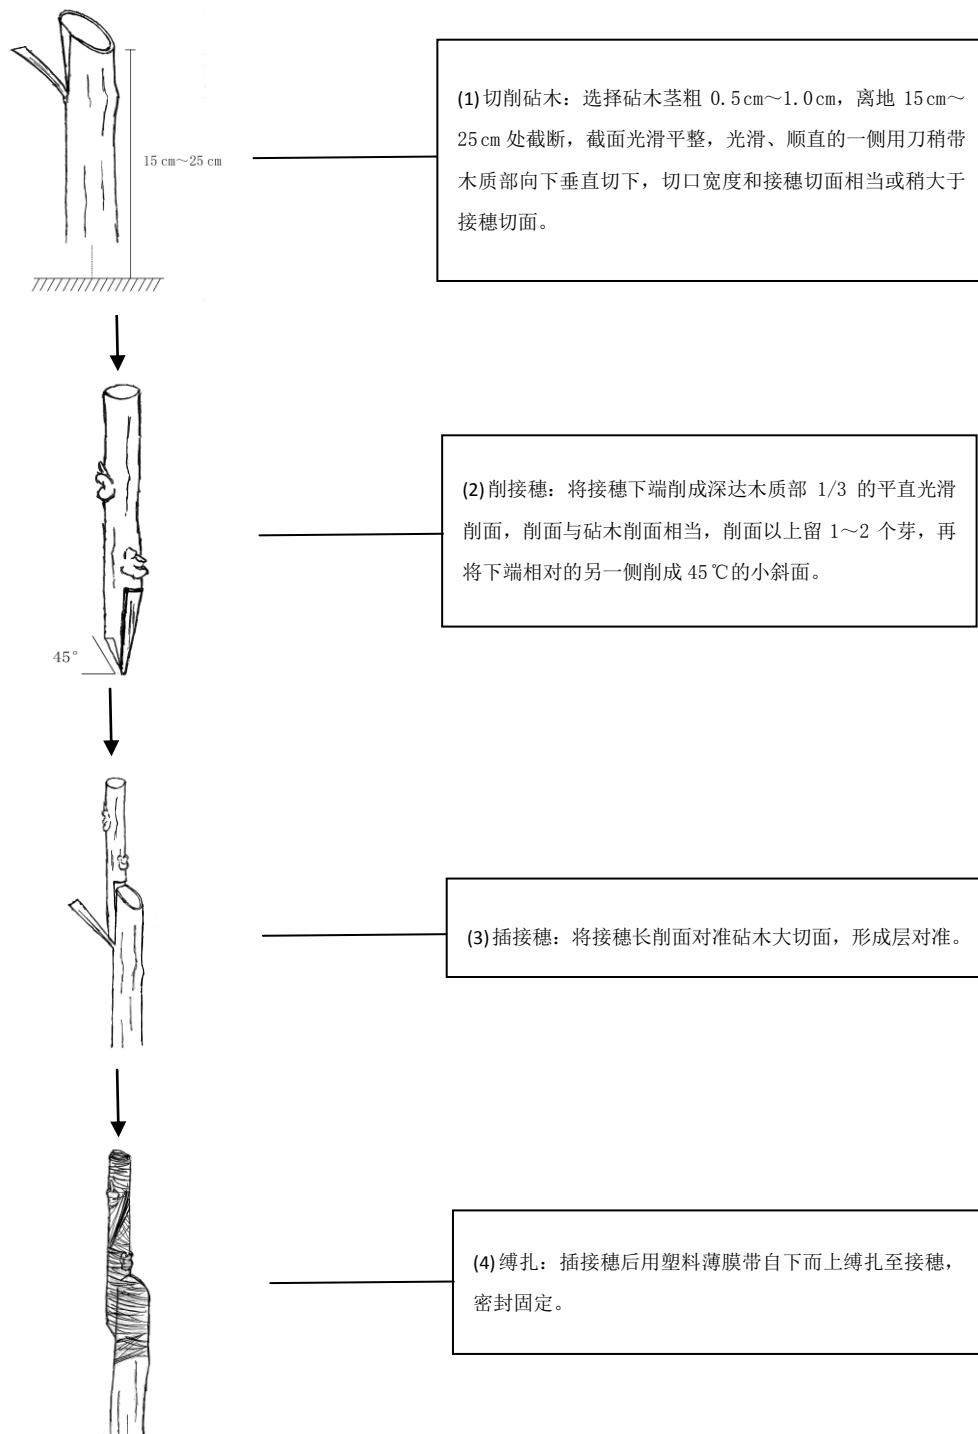 (1)切削砧木：选择砧木茎粗 0.5cm～1.0cm，离地 15cm～
25cm 处截断，截面光滑平整，光滑、顺直的一侧用刀稍带
木质部向下垂直切下，切口宽度和接穗切面相当或稍大于
接穗切面。
15 cm～25 cm
(2)削接穗：将接穗下端削成深达木质部 1/3 的平直光滑
削面，削面与砧木削面相当，削面以上留 1～2 个芽，再
将下端相对的另一侧削成 45℃的小斜面。
45°
(3)插接穗：将接穗长削面对准砧木大切面，形成层对准。
(4)缚扎：插接穗后用塑料薄膜带自下而上缚扎至接穗，
密封固定。